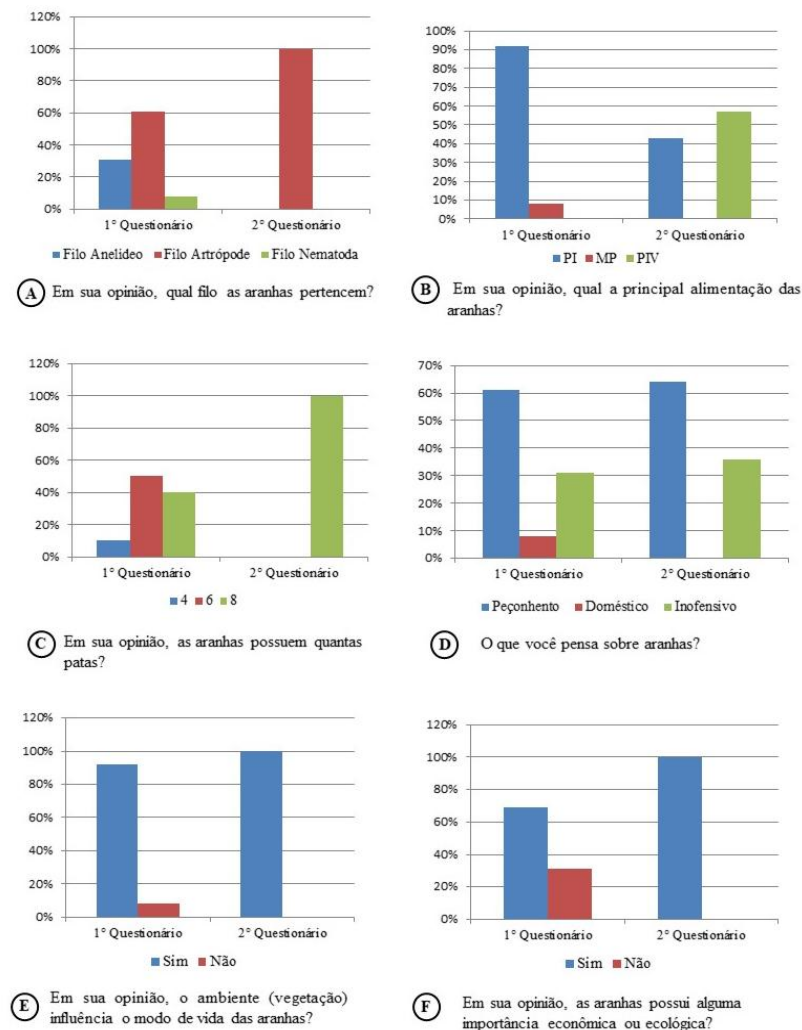 120%
100%
80%
60%
40%
20%
0%
1° Questionário 2° Questionário
Filo Anelídeo Filo Artrópode Filo Nematoda
A Em sua opinião, qual filo as aranhas pertencem?
100%
90%
80%
70%
60%
50%
40%
30%
20%
10%
0%
1° Questionário 2° Questionário
PI MP PIV
B Em sua opinião, qual a principal alimentação das
aranhas?
120%
100%
80%
60%
40%
20%
0%
1° Questionário 2° Questionário
4 6 8
C Em sua opinião, as aranhas possuem quantas
patas?
70%
60%
50%
40%
30%
20%
10%
0%
1° Questionário 2° Questionário
Peçonhento Doméstico Inofensivo
D O que você pensa sobre aranhas?
120%
100%
80%
60%
40%
20%
0%
1° Questionário 2° Questionário
Sim Não
E Em sua opinião, o ambiente (vegetação)
influência o modo de vida das aranhas?
120%
100%
80%
60%
40%
20%
0%
1° Questionário 2° Questionário
Sim Não
F Em sua opinião, as aranhas possui alguma
importância econômica ou ecológica?